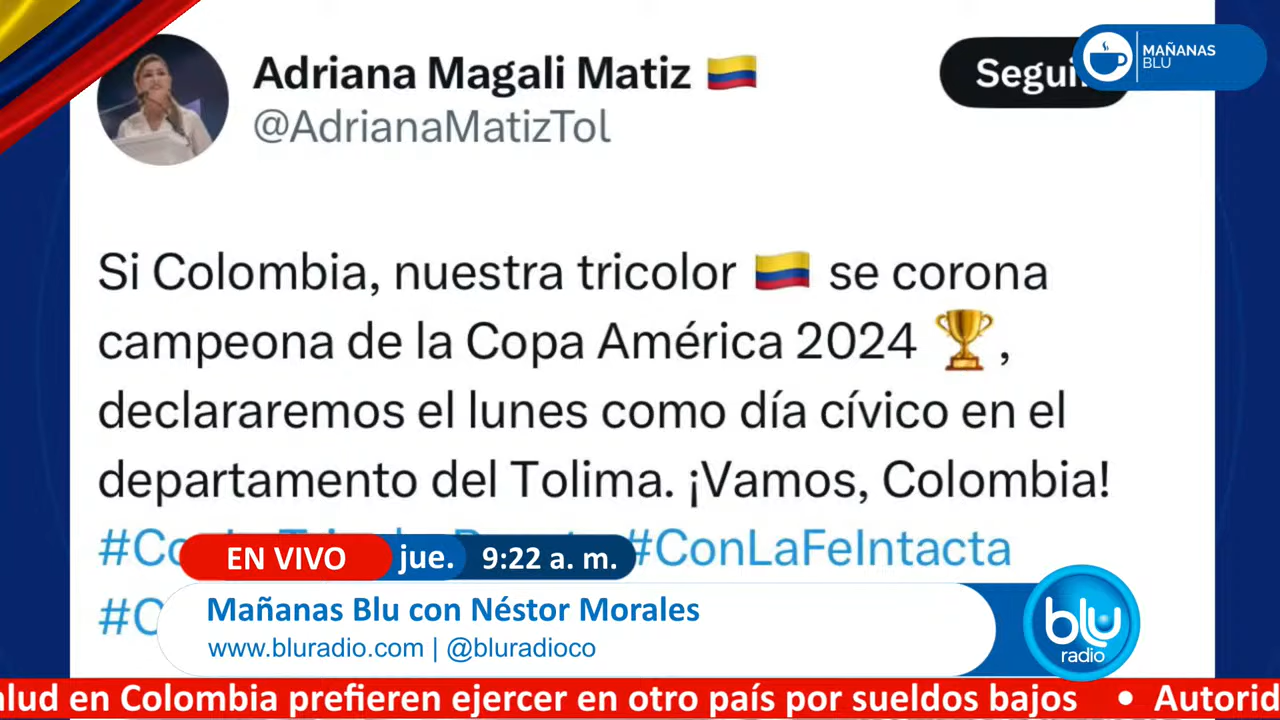 Adriana Magali Matiz
@AdrianaMatizTol
MAÑANAS
BLU
Si Colombia, nuestra tricolor se corona
campeona de la Copa América 2024 ,
declararemos el lunes como día cívico en el
departamento del Tolima. ¡Vamos, Colombia!
#ConLaFeIntacta
EN VIVO jue. 9:22 a. m.
Mañanas Blu con Néstor Morales
www.bluradio.com | @bluradioco
blu
radio
en Colombia prefieren ejercer en otro país por sueldos bajos •